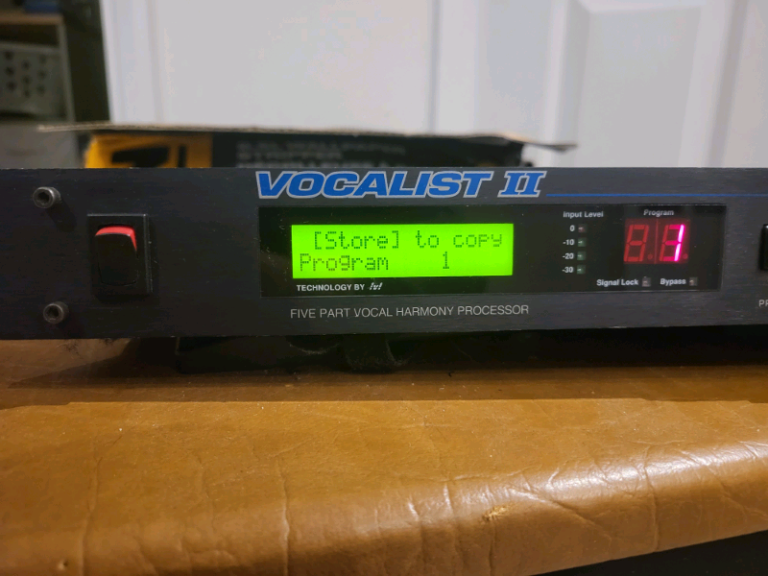 VOCALIST II
[Store] to copy
Program 1
TECHNOLOGY BY IVL
FIVE PART VOCAL HARMONY PROCESSOR
Input Level
0
-10
-20
-30
Program
1
Signal Lock
Bypass